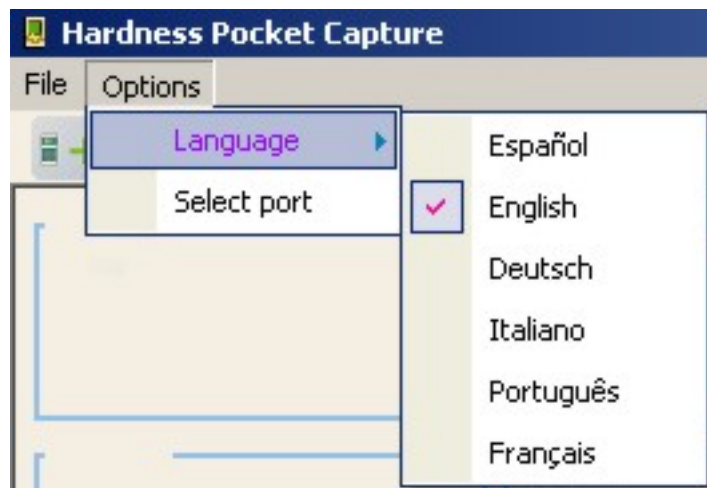 Hardness Pocket Capture
File Options
Language
Select port
Español
English
Deutsch
Italiano
Português
Français